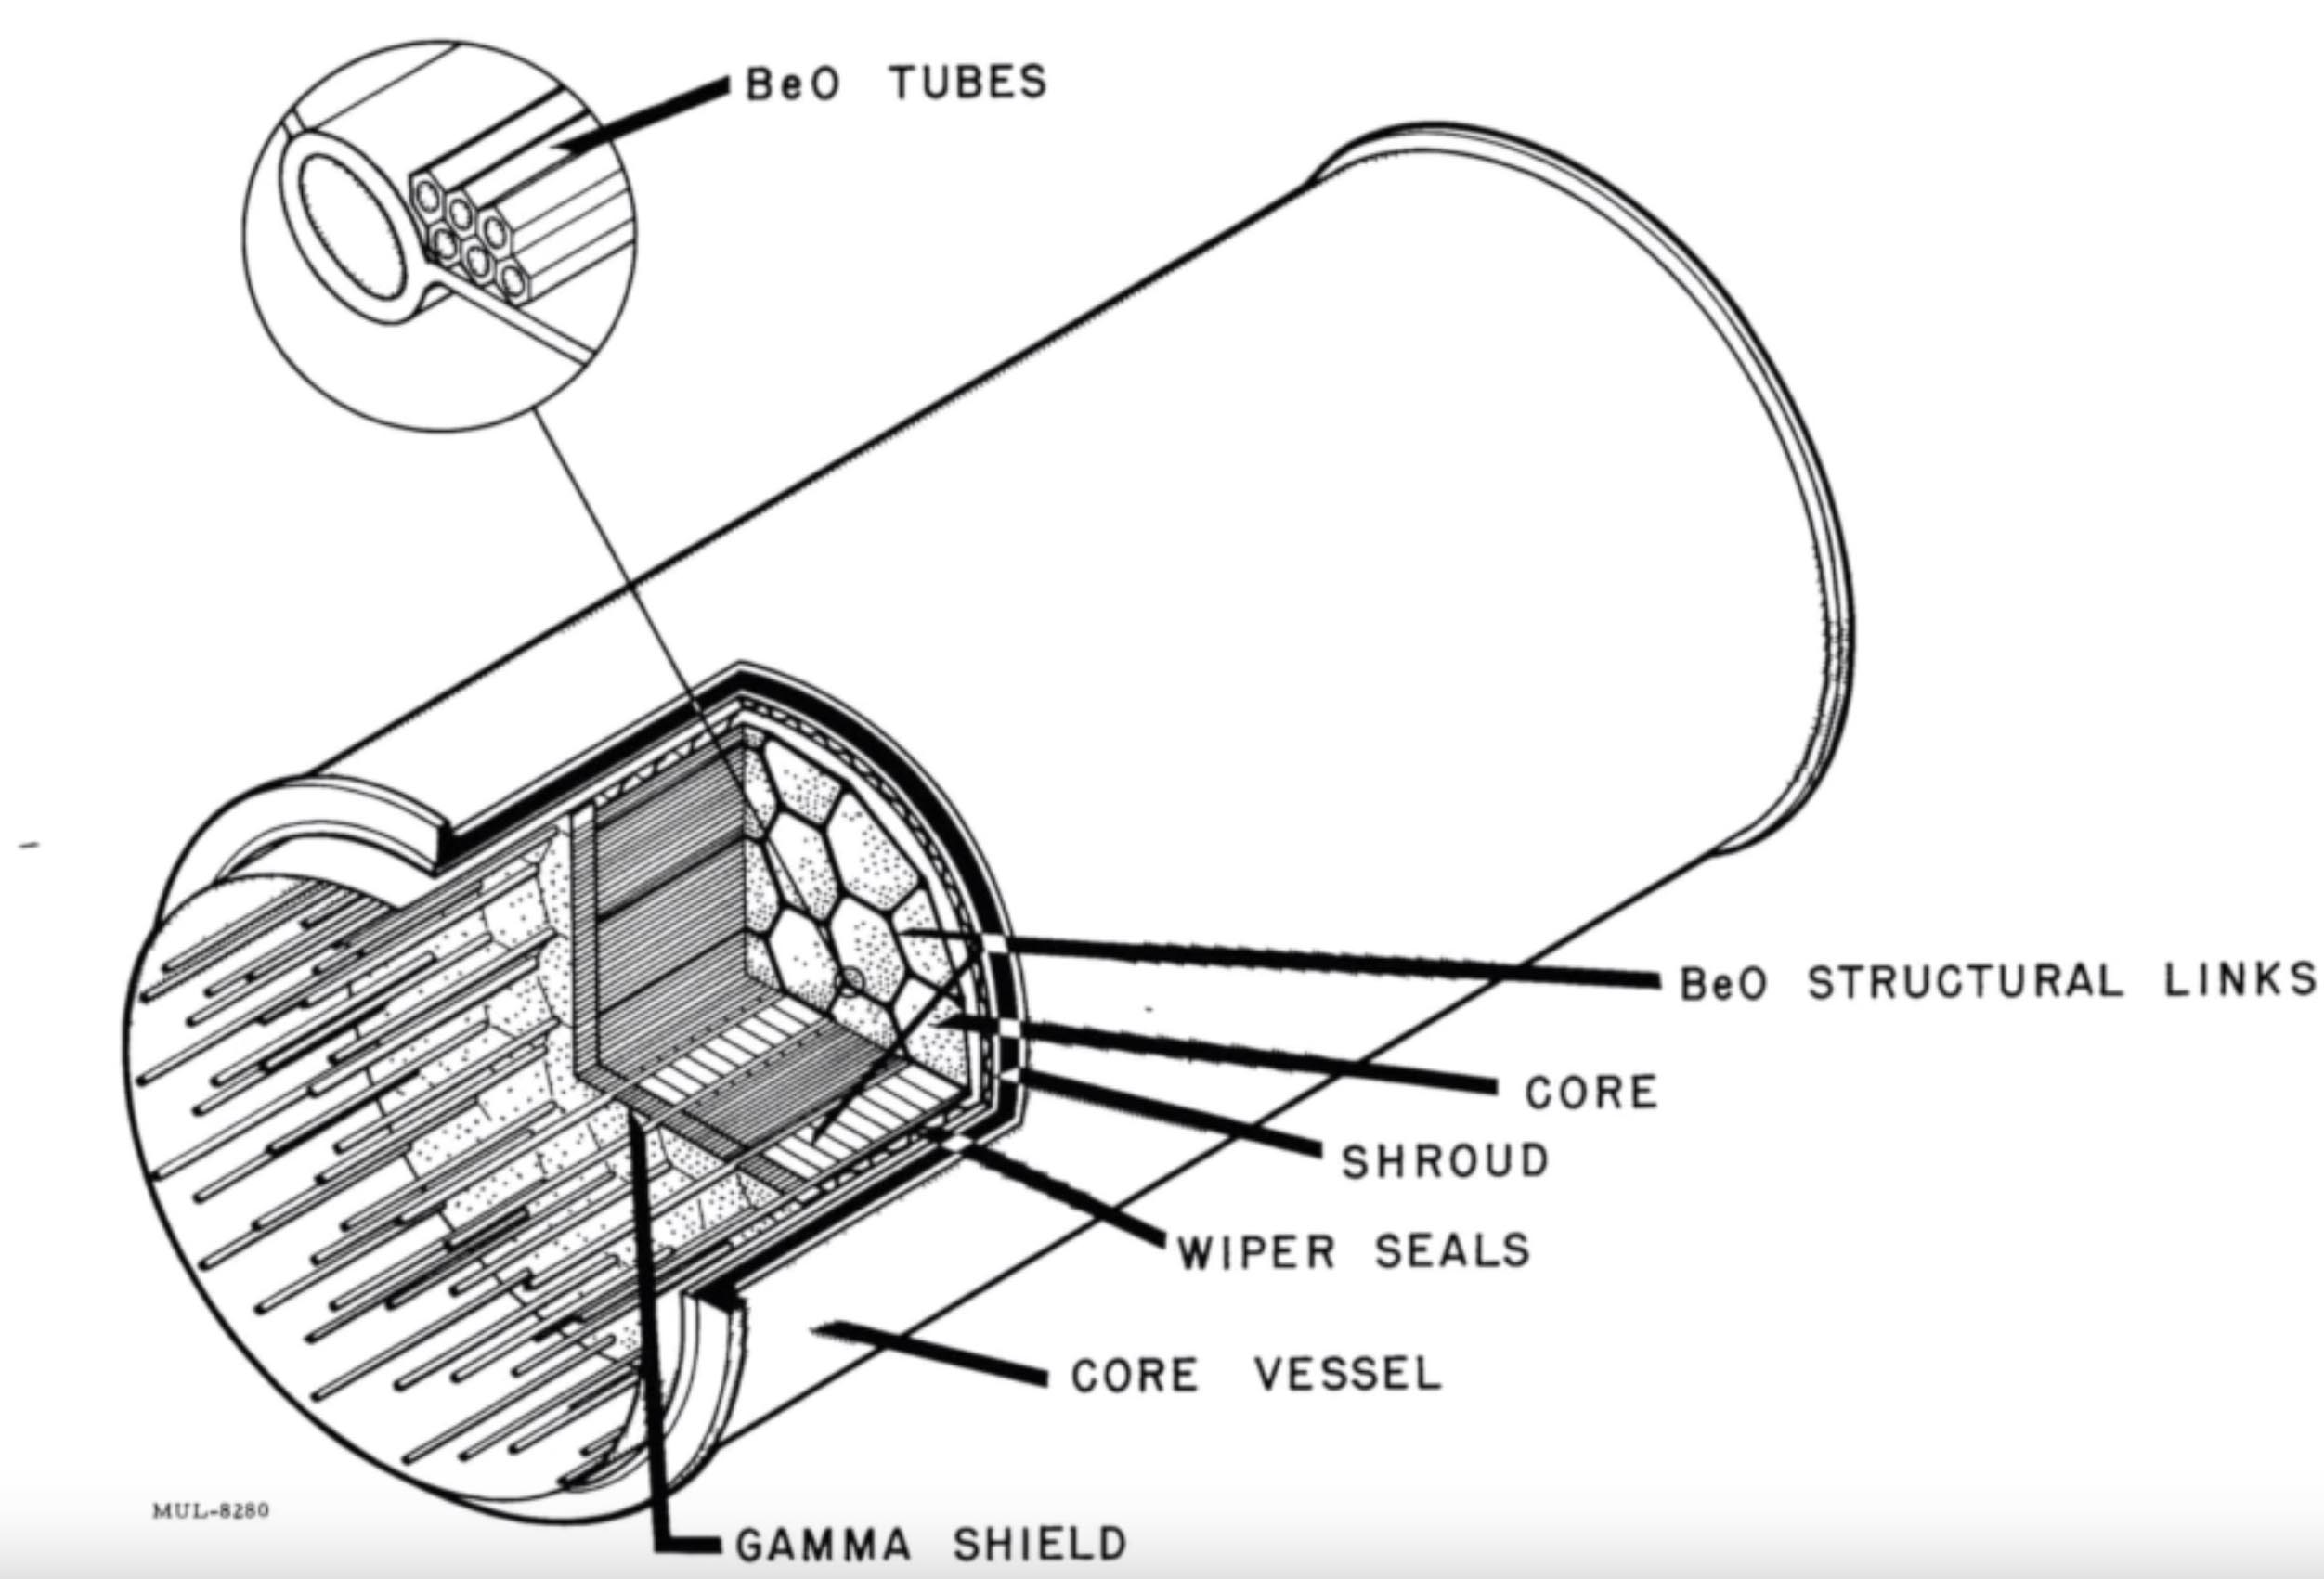 BeO TUBES
BeO STRUCTURAL LINKS
CORE
SHROUD
WIPER SEALS
CORE VESSEL
MUL-8280
GAMMA SHIELD